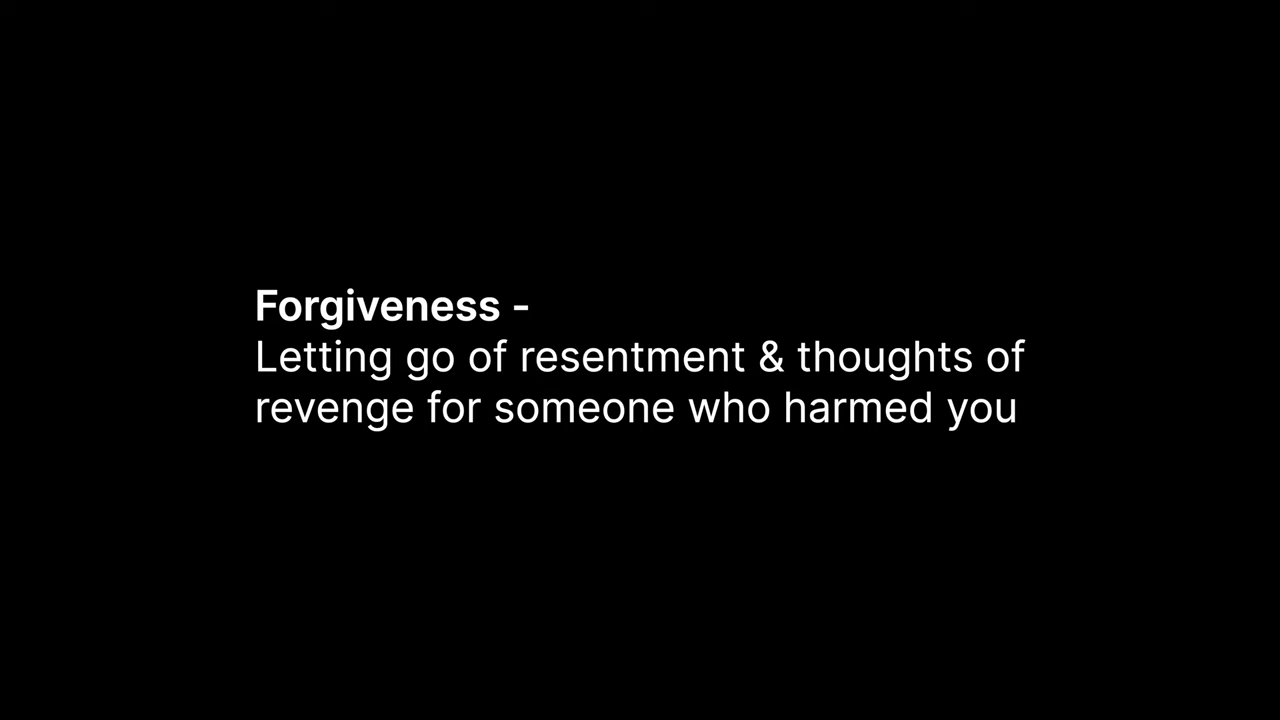 Forgiveness -
Letting go of resentment & thoughts of
revenge for someone who harmed you